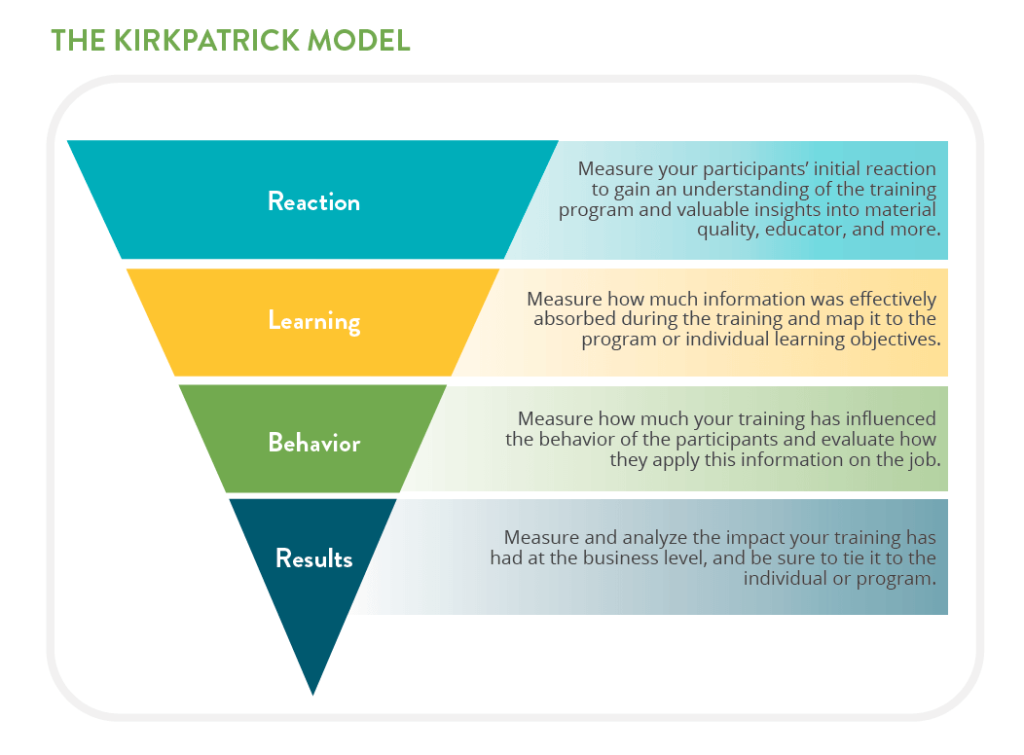 THE KIRKPATRICK MODEL
Reaction
Measure your participants' initial reaction
to gain an understanding of the training
program and valuable insights into material
quality, educator, and more.
Learning
Measure how much information was effectively
absorbed during the training and map it to the
program or individual learning objectives.
Behavior
Measure how much your training has influenced
the behavior of the participants and evaluate how
they apply this information on the job.
Results
Measure and analyze the impact your training has
had at the business level, and be sure to tie it to the
individual or program.